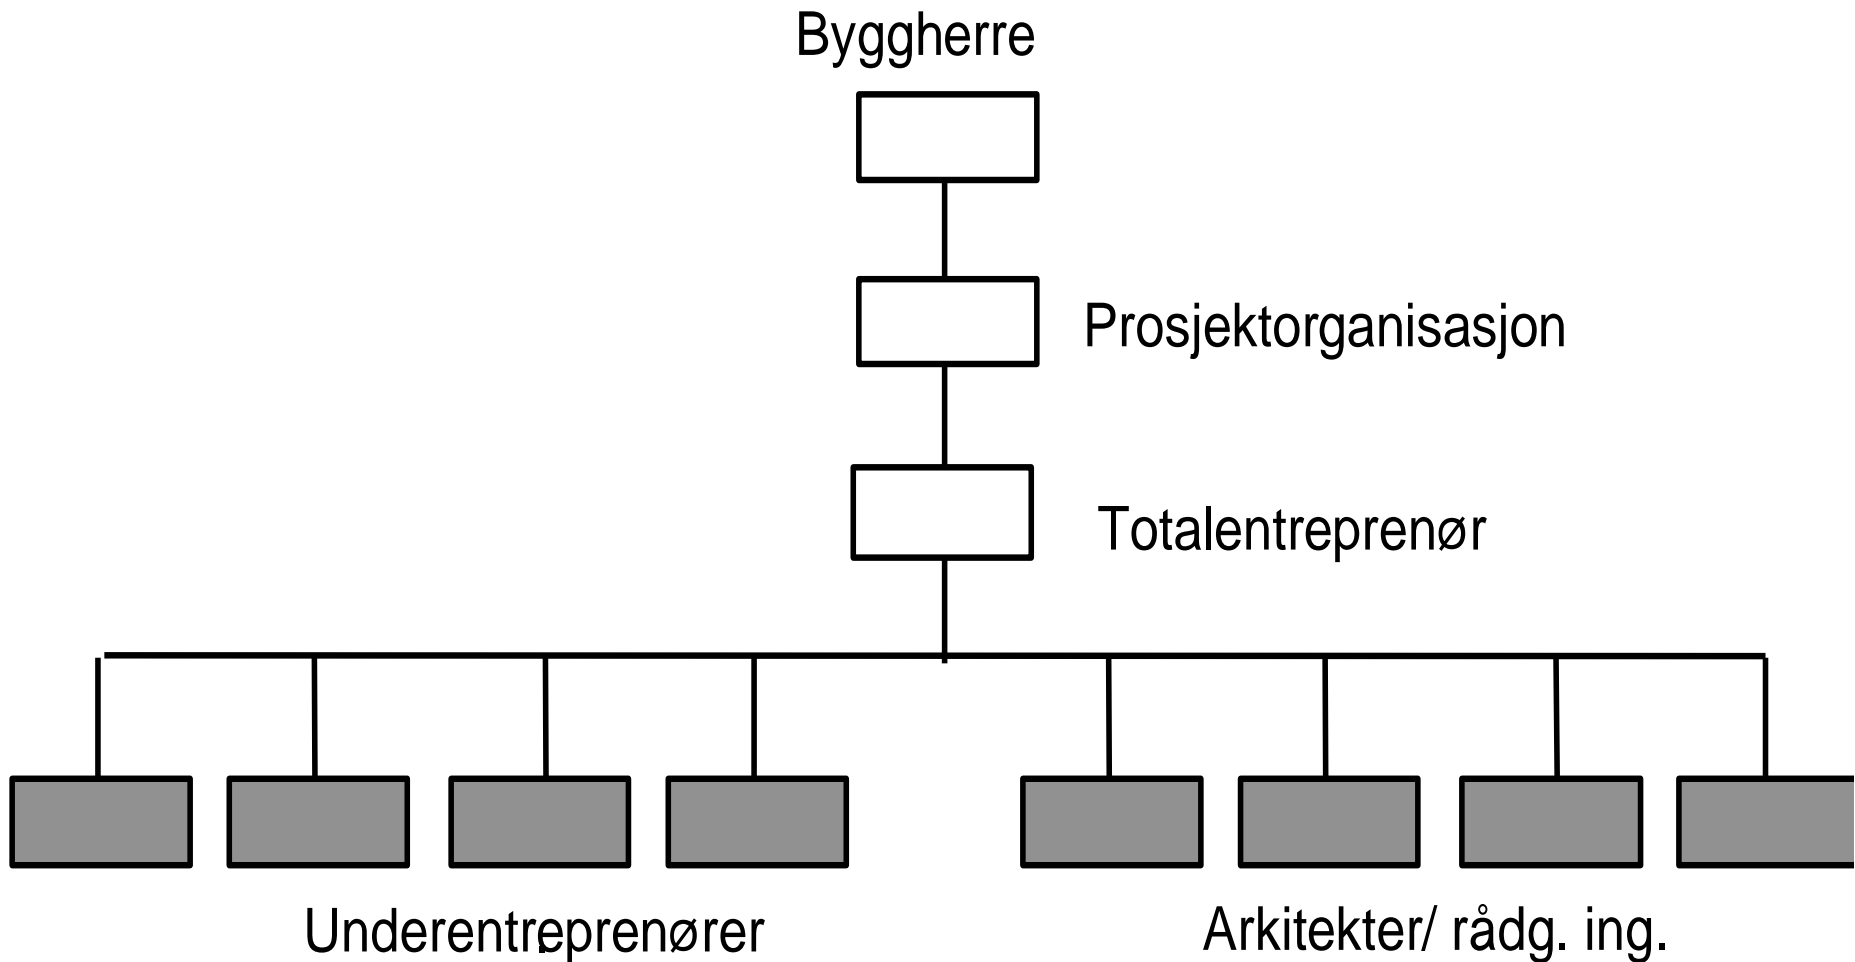 Byggherre
Prosjektorganisasjon
Totalentreprenør
Underentreprenører
Arkitekter/ rådg. ing.